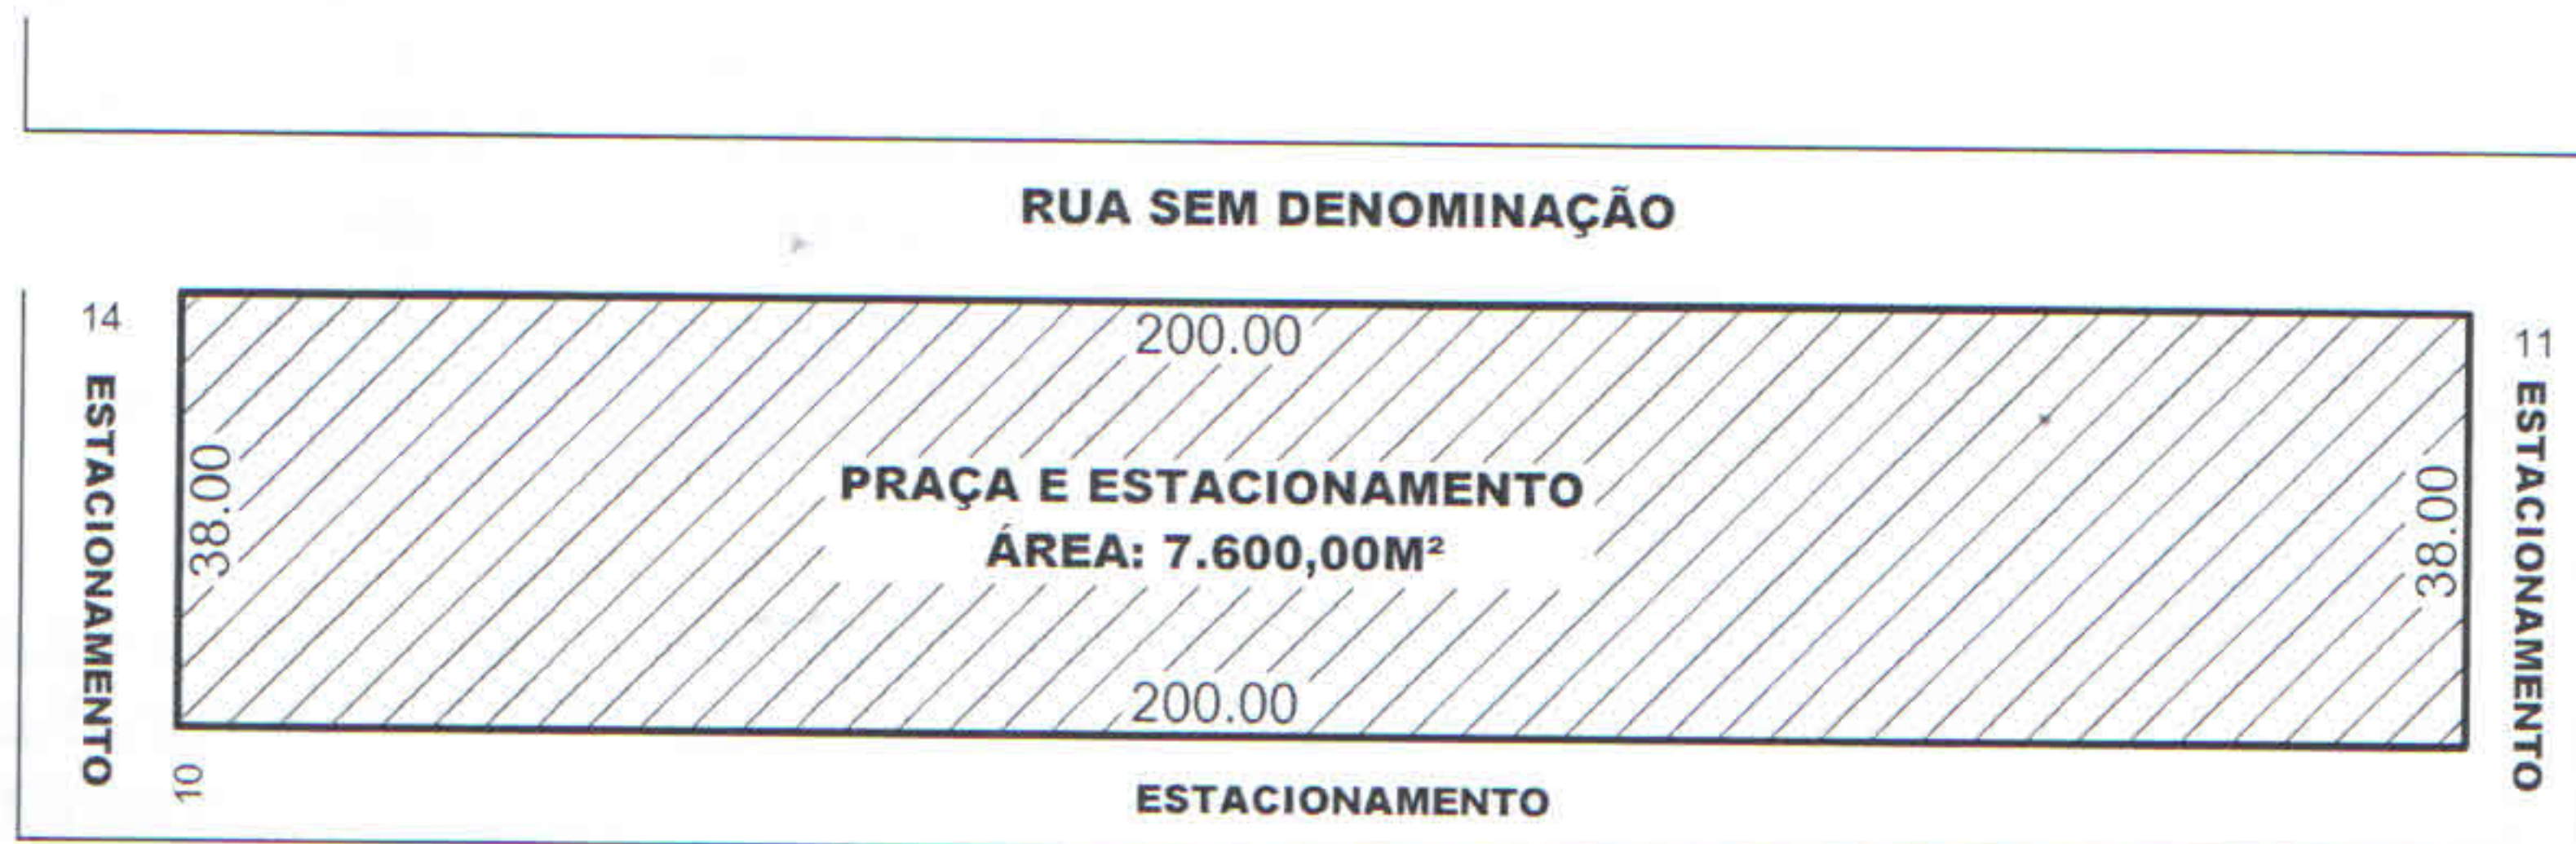 RUA SEM DENOMINAÇÃO
14
ESTACIONAMENTO
200.00
11
ESTACIONAMENTO
38.00
PRAÇA E ESTACIONAMENTO
ÁREA: 7.600,00M²
38.00
200.00
10
ESTACIONAMENTO